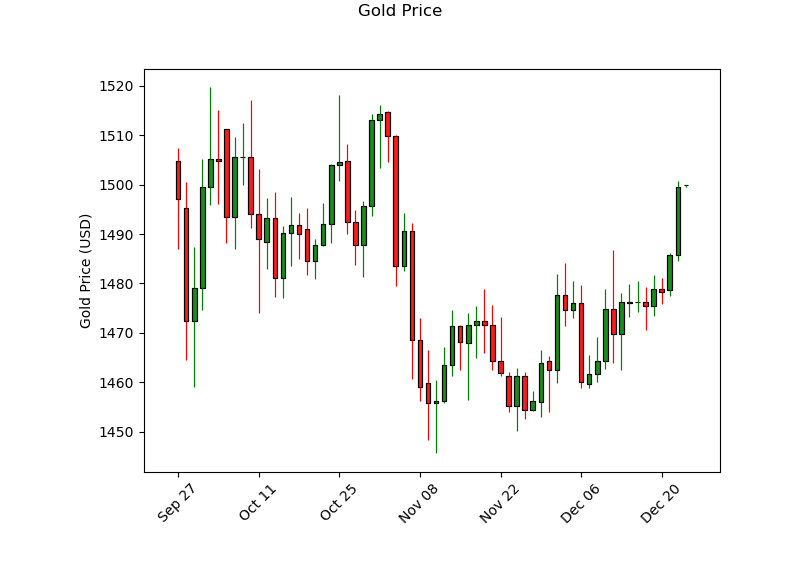 Gold Price
1520
1510
1500
1490
1480
1470
1460
1450
Gold Price (USD)
Sep 27
Oct 11
Oct 25
Nov 08
Nov 22
Dec 06
Dec 20